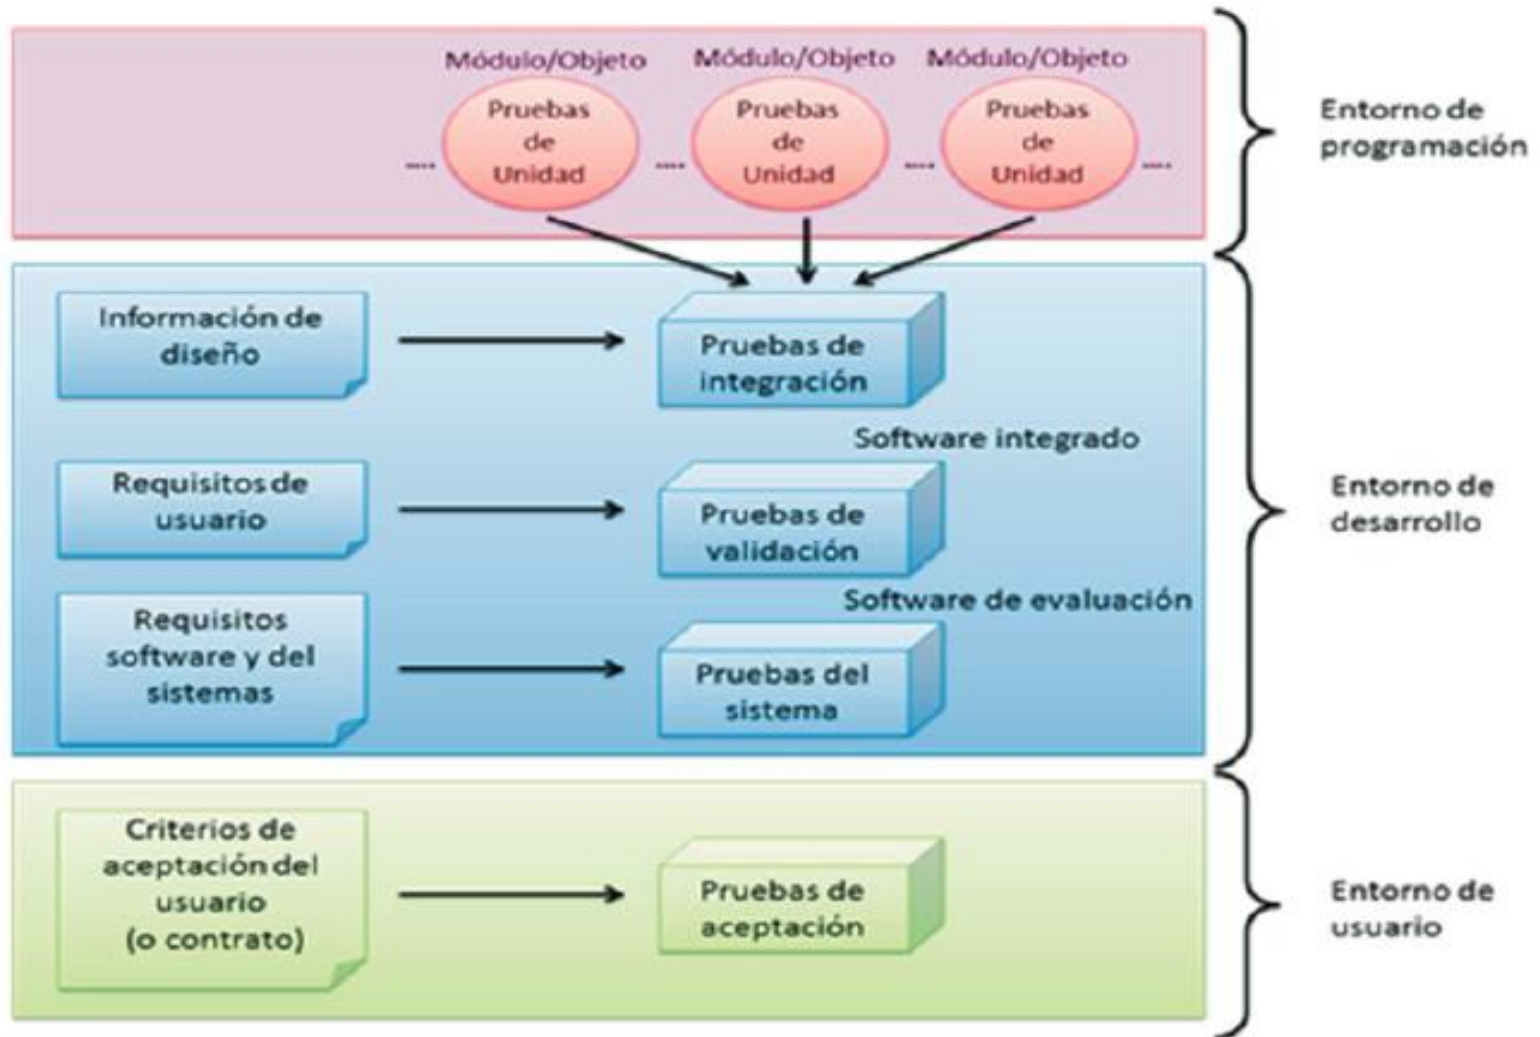 Módulo/Objeto Módulo/Objeto Módulo/Objeto
Pruebas
de
Unidad
Pruebas
de
Unidad
Pruebas
de
Unidad
.... .... .... ....
Entorno de
programación
Información de
diseño
Pruebas de
integración
Software integrado
Requisitos de
usuario
Pruebas de
validación
Software de evaluación
Requisitos
software y del
sistemas
Pruebas del
sistema
Entorno de
desarrollo
Criterios de
aceptación del
usuario
(o contrato)
Pruebas de
aceptación
Entorno de
usuario